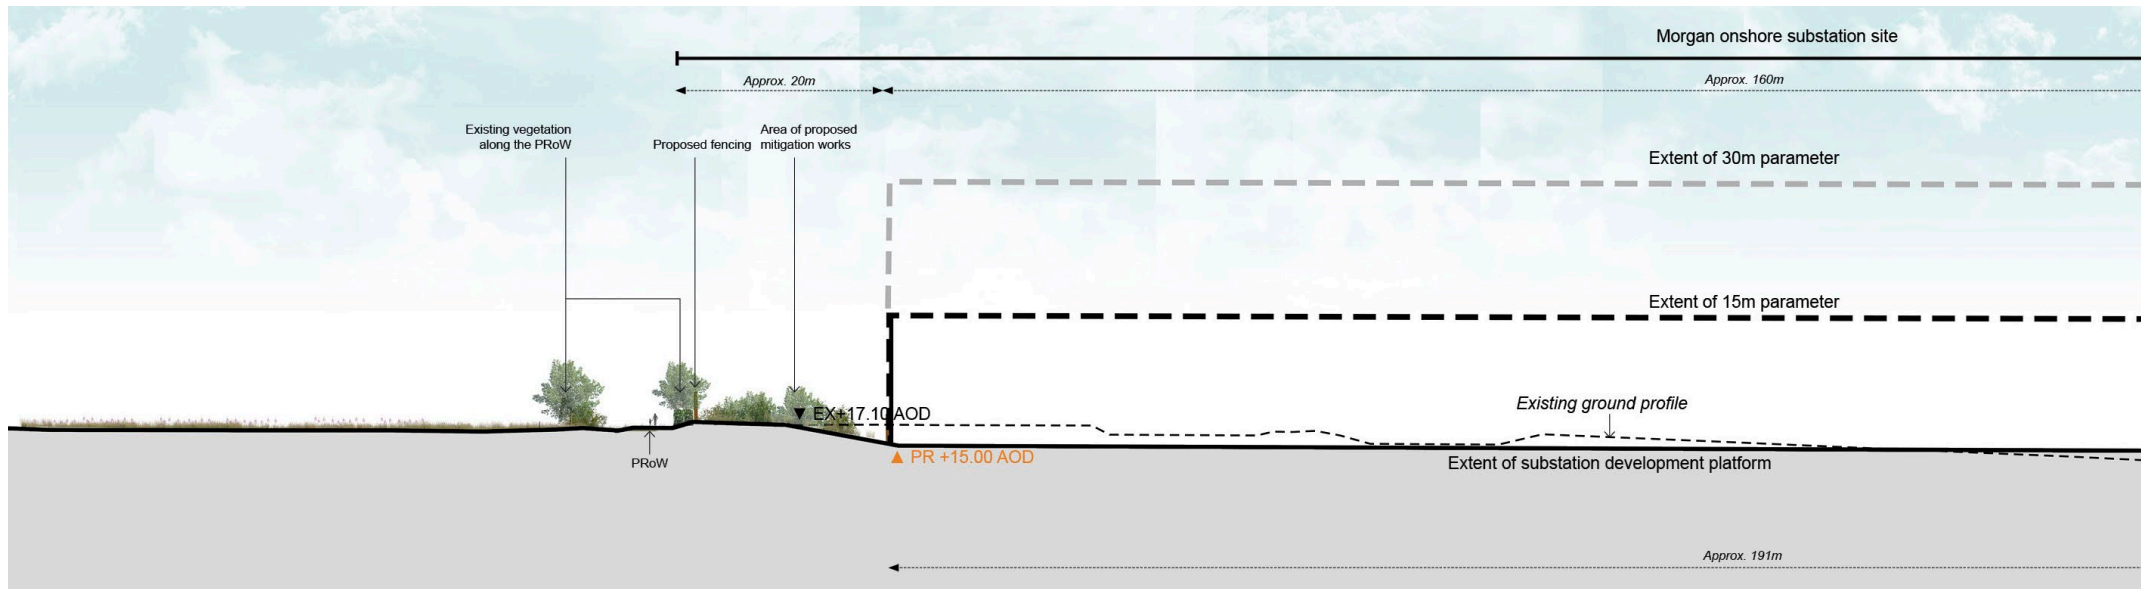 Morgan onshore substation site
Approx. 20m
Approx. 160m
Existing vegetation
along the PRoW
Proposed fencing
Area of proposed
mitigation works
Extent of 30m parameter
Extent of 15m parameter
▼ EX+17.10 AOD
Existing ground profile
PRoW
▲ PR +15.00 AOD
Extent of substation development platform
Approx. 191m